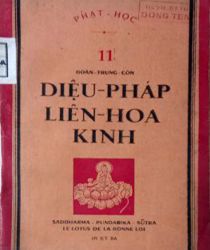 PHẬT-HỌC
11
ĐOÀN-TRUNG-CÒN
DIỆU-PHÁP
LIÊN-HOA
KINH
SADDHARMA-PUNDARIKA-SÛTRA
LE LOTUS DE LA BONNE LOI